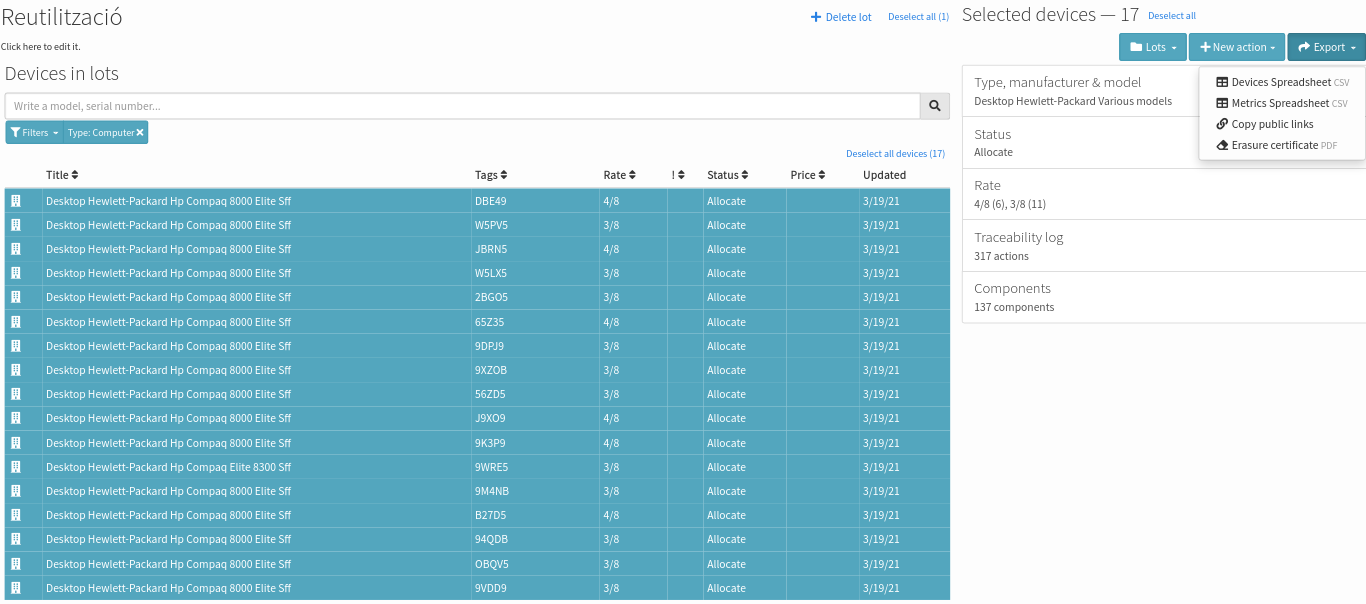 Reutilització
Delete lot Deselect all (1)
Click here to edit it.
Devices in lots
Write a model, serial number...
Filters Type: Computer
Deselect all devices (17)
Title Tags Rate ! Status Price Updated
Desktop Hewlett-Packard Hp Compaq 8000 Elite Sff DBE49 4/8 Allocate 3/19/21
Desktop Hewlett-Packard Hp Compaq 8000 Elite Sff W5PV5 3/8 Allocate 3/19/21
Desktop Hewlett-Packard Hp Compaq 8000 Elite Sff JBRN5 4/8 Allocate 3/19/21
Desktop Hewlett-Packard Hp Compaq 8000 Elite Sff W5LX5 3/8 Allocate 3/19/21
Desktop Hewlett-Packard Hp Compaq 8000 Elite Sff 2BGO5 3/8 Allocate 3/19/21
Desktop Hewlett-Packard Hp Compaq 8000 Elite Sff 65Z35 4/8 Allocate 3/19/21
Desktop Hewlett-Packard Hp Compaq 8000 Elite Sff 9DPJ9 3/8 Allocate 3/19/21
Desktop Hewlett-Packard Hp Compaq 8000 Elite Sff 9XZOB 3/8 Allocate 3/19/21
Desktop Hewlett-Packard Hp Compaq 8000 Elite Sff 56ZD5 3/8 Allocate 3/19/21
Desktop Hewlett-Packard Hp Compaq 8000 Elite Sff J9XO9 4/8 Allocate 3/19/21
Desktop Hewlett-Packard Hp Compaq 8000 Elite Sff 9K3P9 4/8 Allocate 3/19/21
Desktop Hewlett-Packard Hp Compaq Elite 8300 Sff 9WRE5 3/8 Allocate 3/19/21
Desktop Hewlett-Packard Hp Compaq 8000 Elite Sff 9M4NB 3/8 Allocate 3/19/21
Desktop Hewlett-Packard Hp Compaq 8000 Elite Sff B27D5 4/8 Allocate 3/19/21
Desktop Hewlett-Packard Hp Compaq 8000 Elite Sff 94QDB 3/8 Allocate 3/19/21
Desktop Hewlett-Packard Hp Compaq 8000 Elite Sff OBQV5 3/8 Allocate 3/19/21
Desktop Hewlett-Packard Hp Compaq 8000 Elite Sff 9VDD9 3/8 Allocate 3/19/21
Selected devices — 17 Deselect all
Lots New action Export
Devices Spreadsheet CSV
Metrics Spreadsheet CSV
Copy public links
Erasure certificate PDF
Type, manufacturer & model
Desktop Hewlett-Packard Various models
Status
Allocate
Rate
4/8 (6), 3/8 (11)
Traceability log
317 actions
Components
137 components